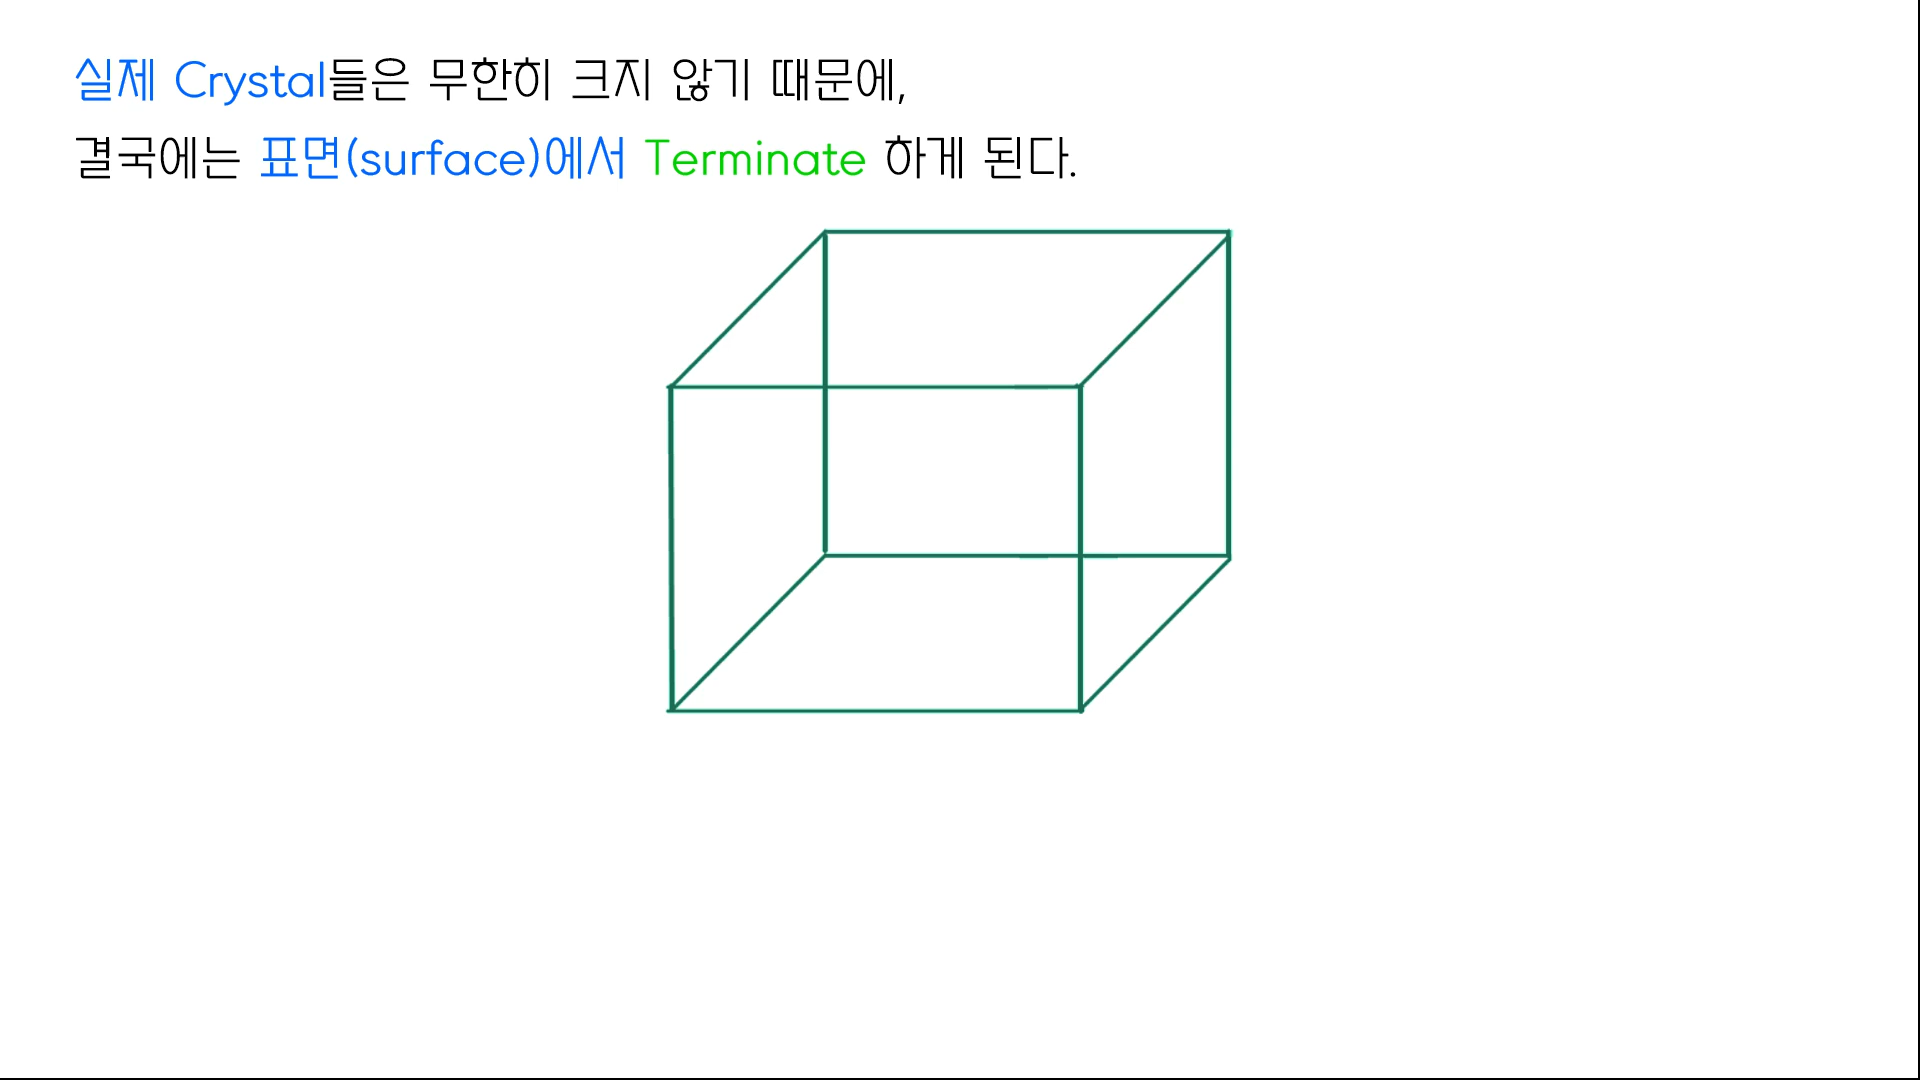 실제 Crystal들은 무한히 크지 않기 때문에,
결국에는 표면(surface)에서 Terminate 하게 된다.